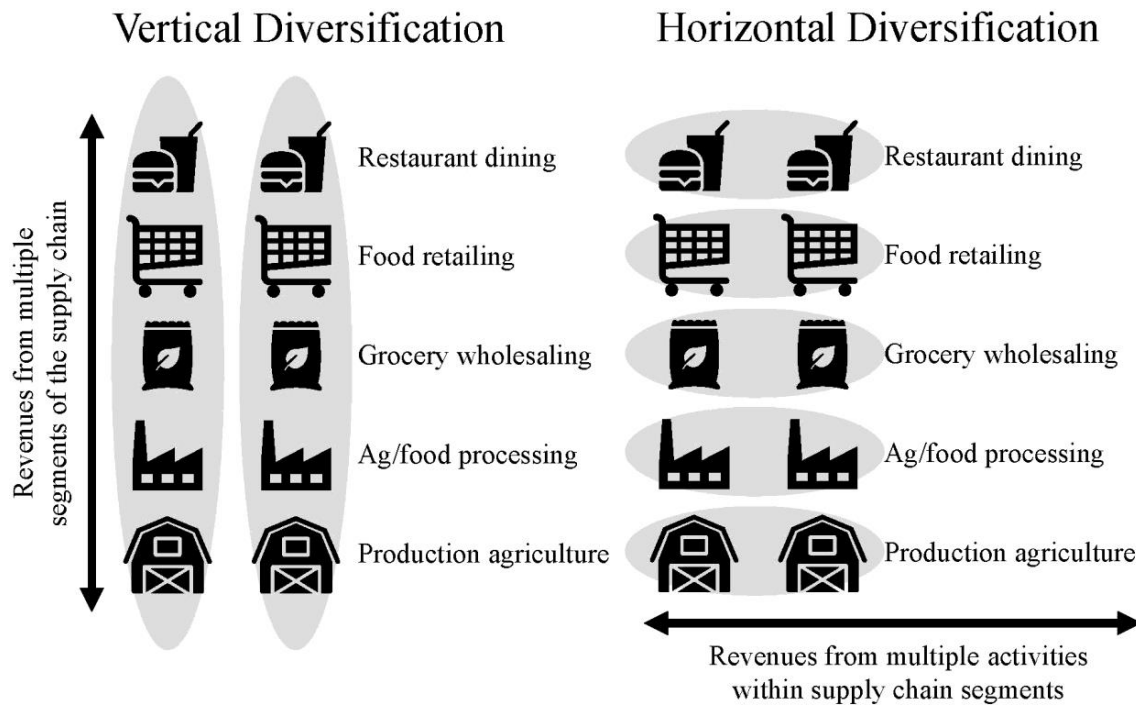 Vertical Diversification
Revenues from multiple
segments of the supply chain
Restaurant dining
Food retailing
Grocery wholesaling
Ag/food processing
Production agriculture
Horizontal Diversification
Restaurant dining
Food retailing
Grocery wholesaling
Ag/food processing
Production agriculture
Revenues from multiple activities
within supply chain segments